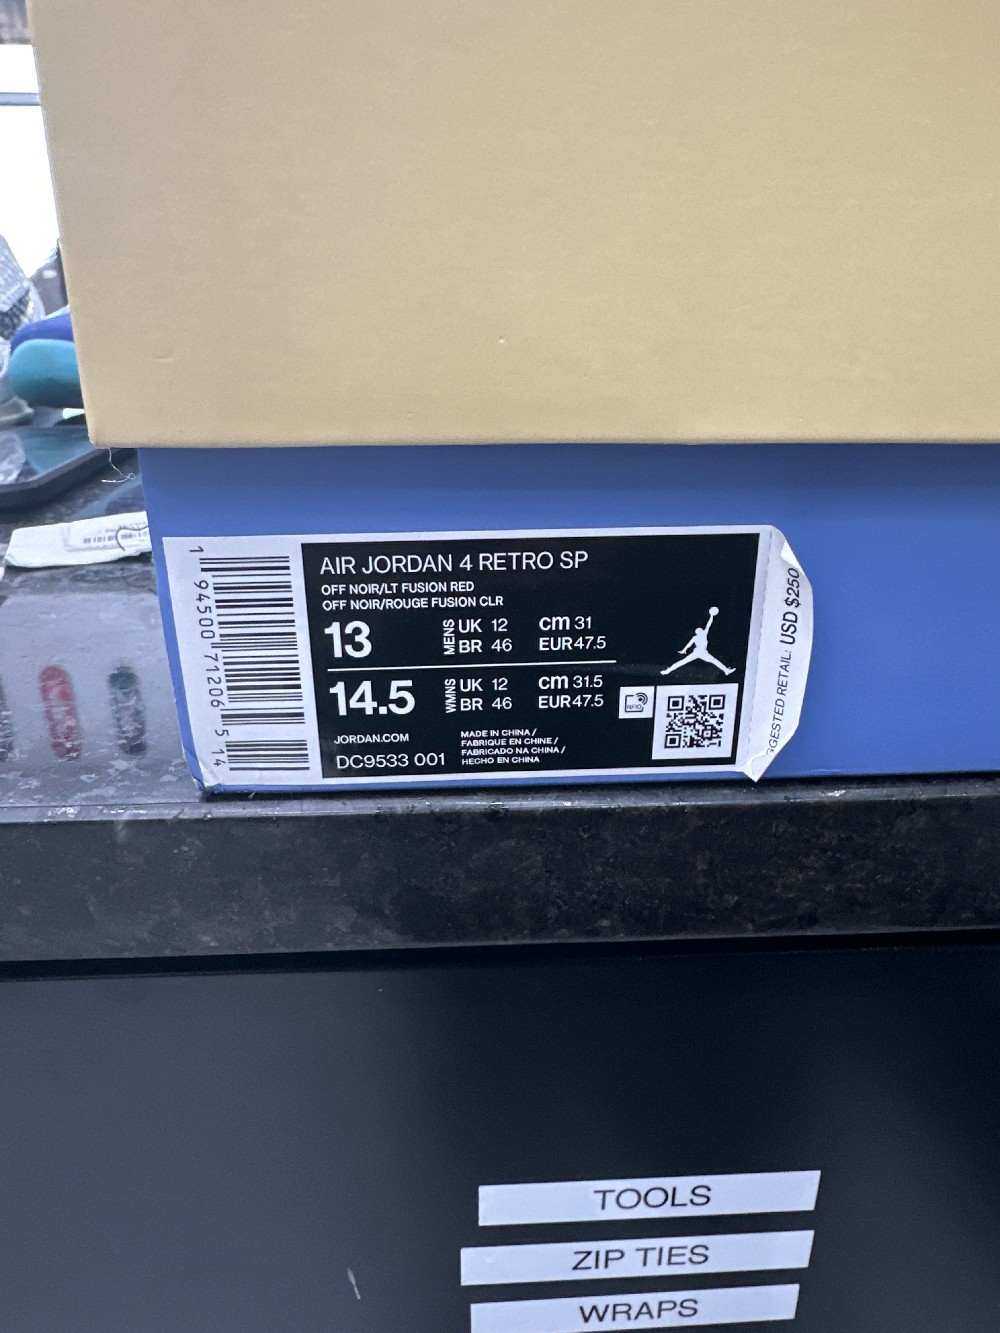 AIR JORDAN 4 RETRO SP
OFF NOIR/LT FUSION RED
OFF NOIR/ROUGE FUSION CLR
13 MENS UK 12 cm 31
BR 46 EUR 47.5
14.5 WMNS UK 12 cm 31.5
BR 46 EUR 47.5
RFID
JORDAN.COM
DC9533 001
MADE IN CHINA /
FABRIQUE EN CHINE /
FABRICADO NA CHINA /
HECHO EN CHINA
1 94500 71206 5 14
GGESTED RETAIL: USD $250
TOOLS
ZIP TIES
WRAPS